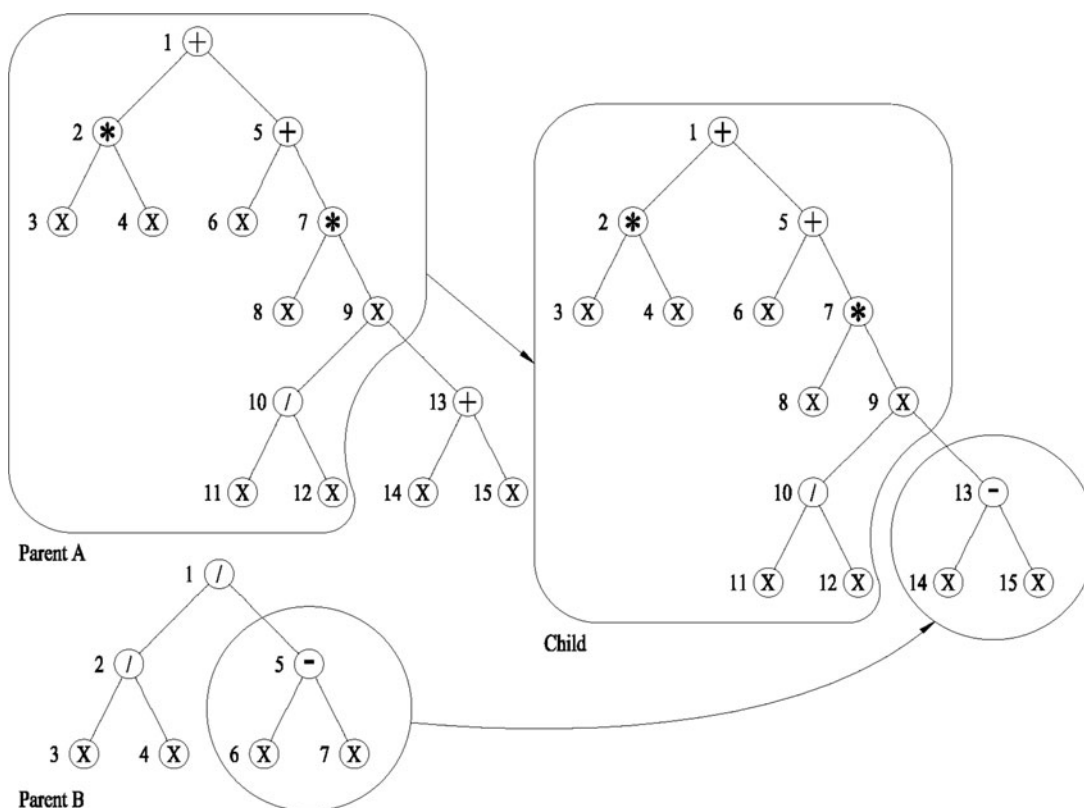 1 +
2 * 5 +
3 X 4 X 6 X 7 *
8 X 9 X
10 / 13 +
11 X 12 X 14 X 15 X
Parent A
1 +
2 * 5 +
3 X 4 X 6 X 7 *
8 X 9 X
10 / 13 -
11 X 12 X 14 X 15 X
Child
1 /
2 / 5 -
3 X 4 X 6 X 7 X
Parent B